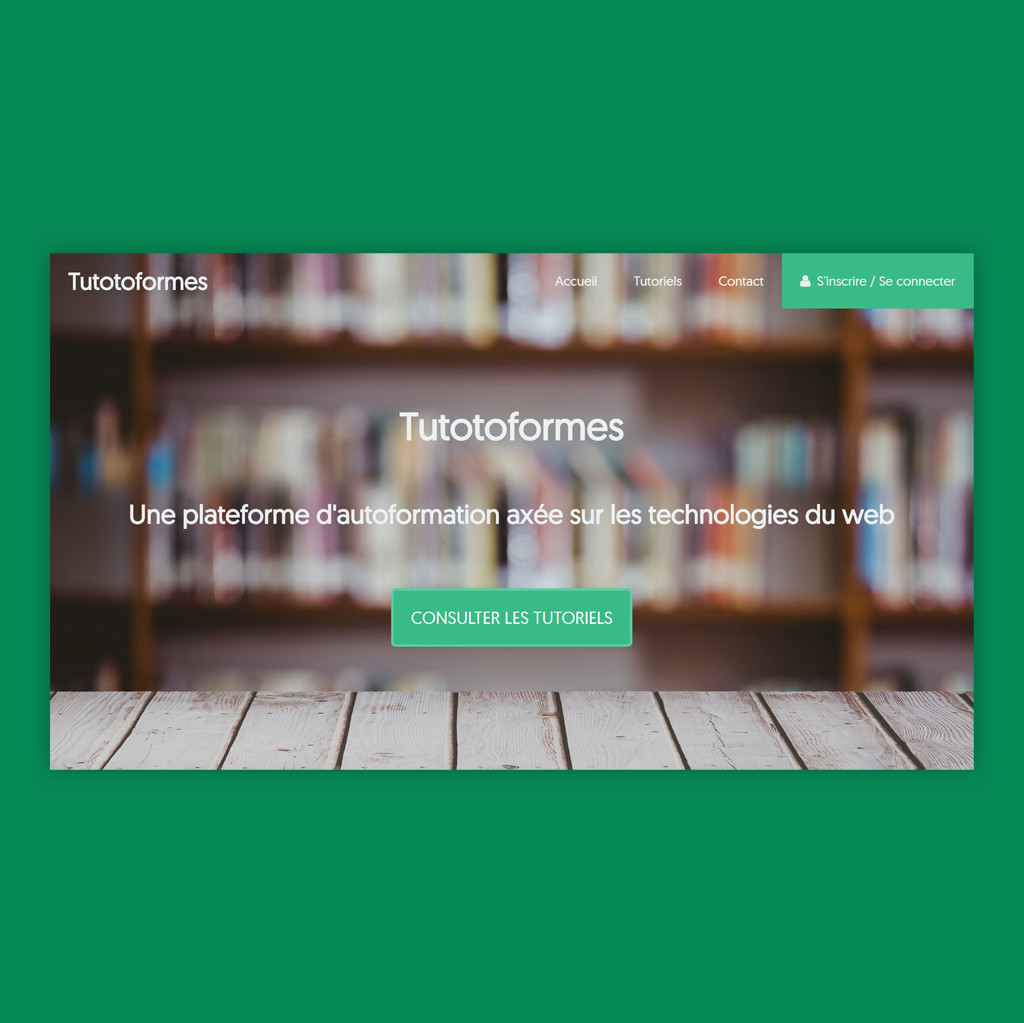 Tutotoformes
Accueil Tutoriels Contact S'inscrire / Se connecter
Tutotoformes
Une plateforme d'autoformation axée sur les technologies du web
CONSULTER LES TUTORIELS